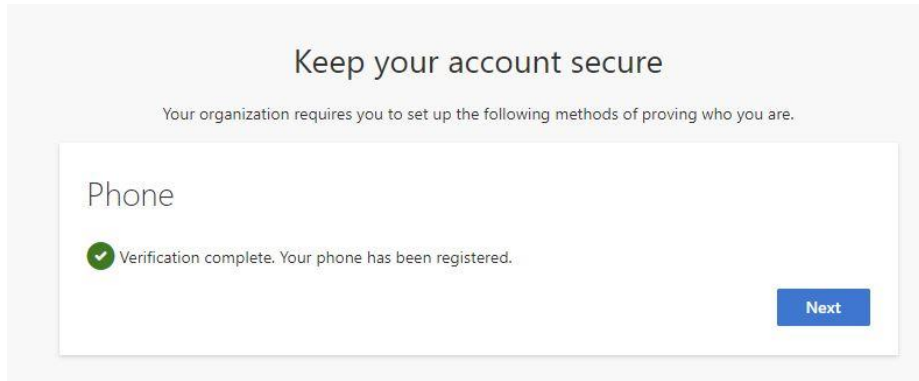 Keep your account secure
Your organization requires you to set up the following methods of proving who you are.
Phone
Verification complete. Your phone has been registered.
Next